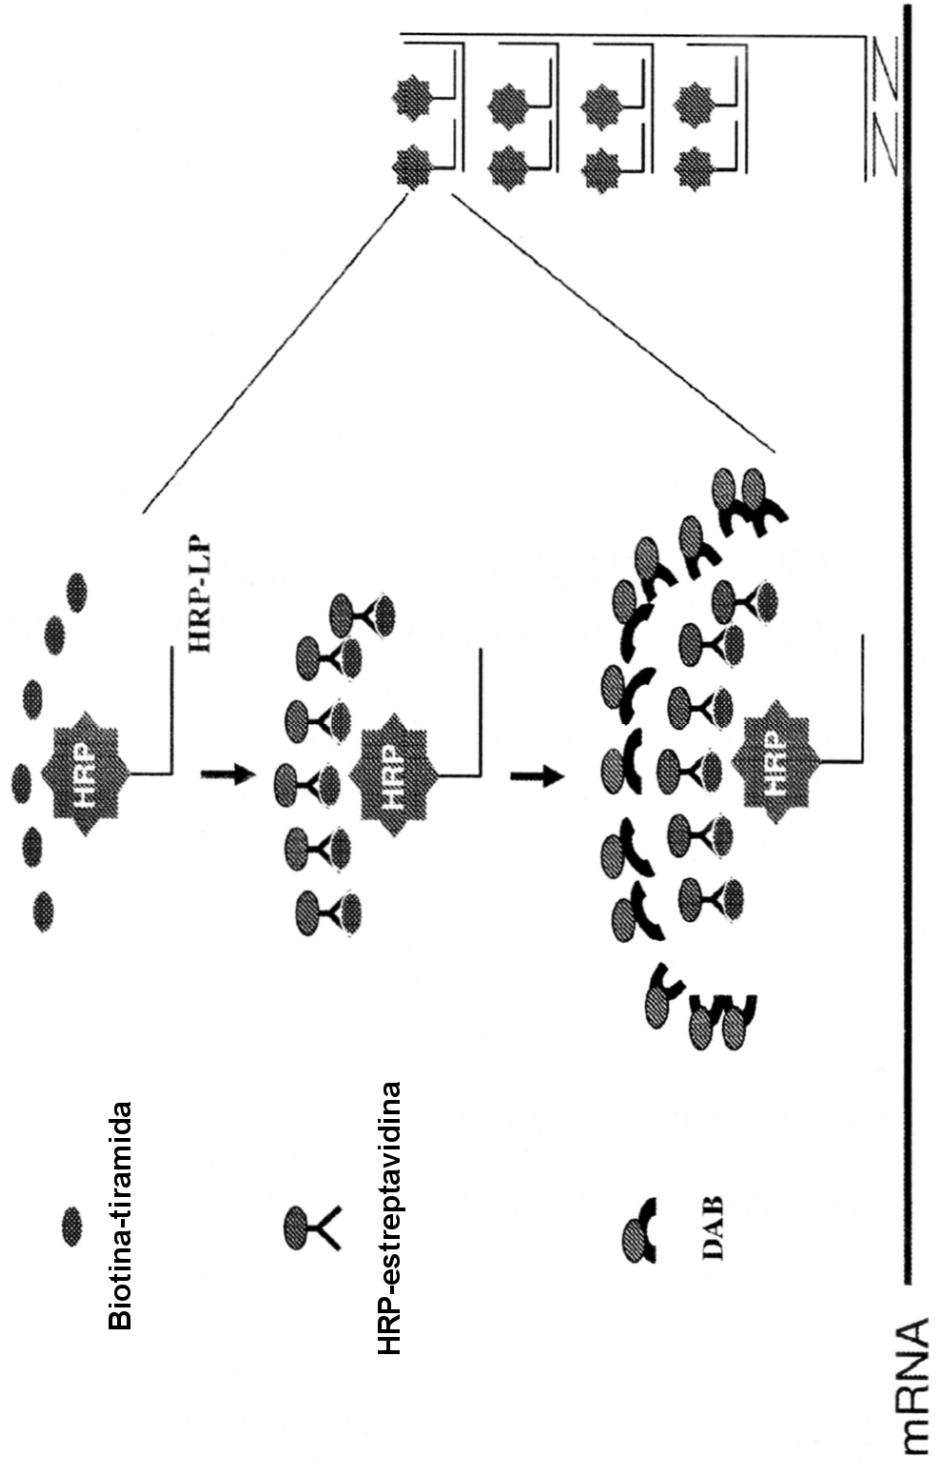 HRP
HRP-LP
Biotina-tiramida
HRP
HRP-estreptavidina
HRP
DAB
mRNA